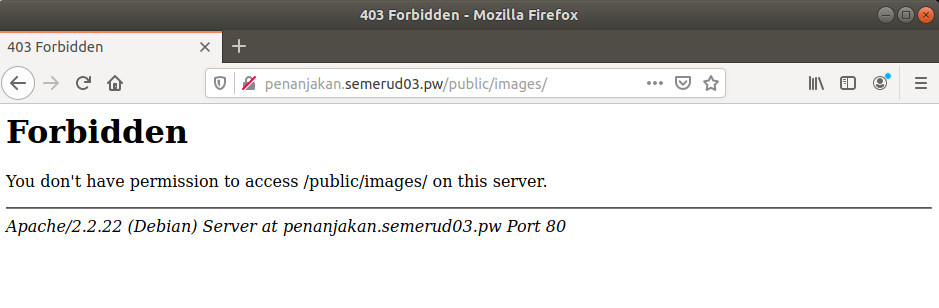 403 Forbidden - Mozilla Firefox
403 Forbidden
penanjakan.semerud03.pw/public/images/
Forbidden
You don't have permission to access /public/images/ on this server.
Apache/2.2.22 (Debian) Server at penanjakan.semerud03.pw Port 80